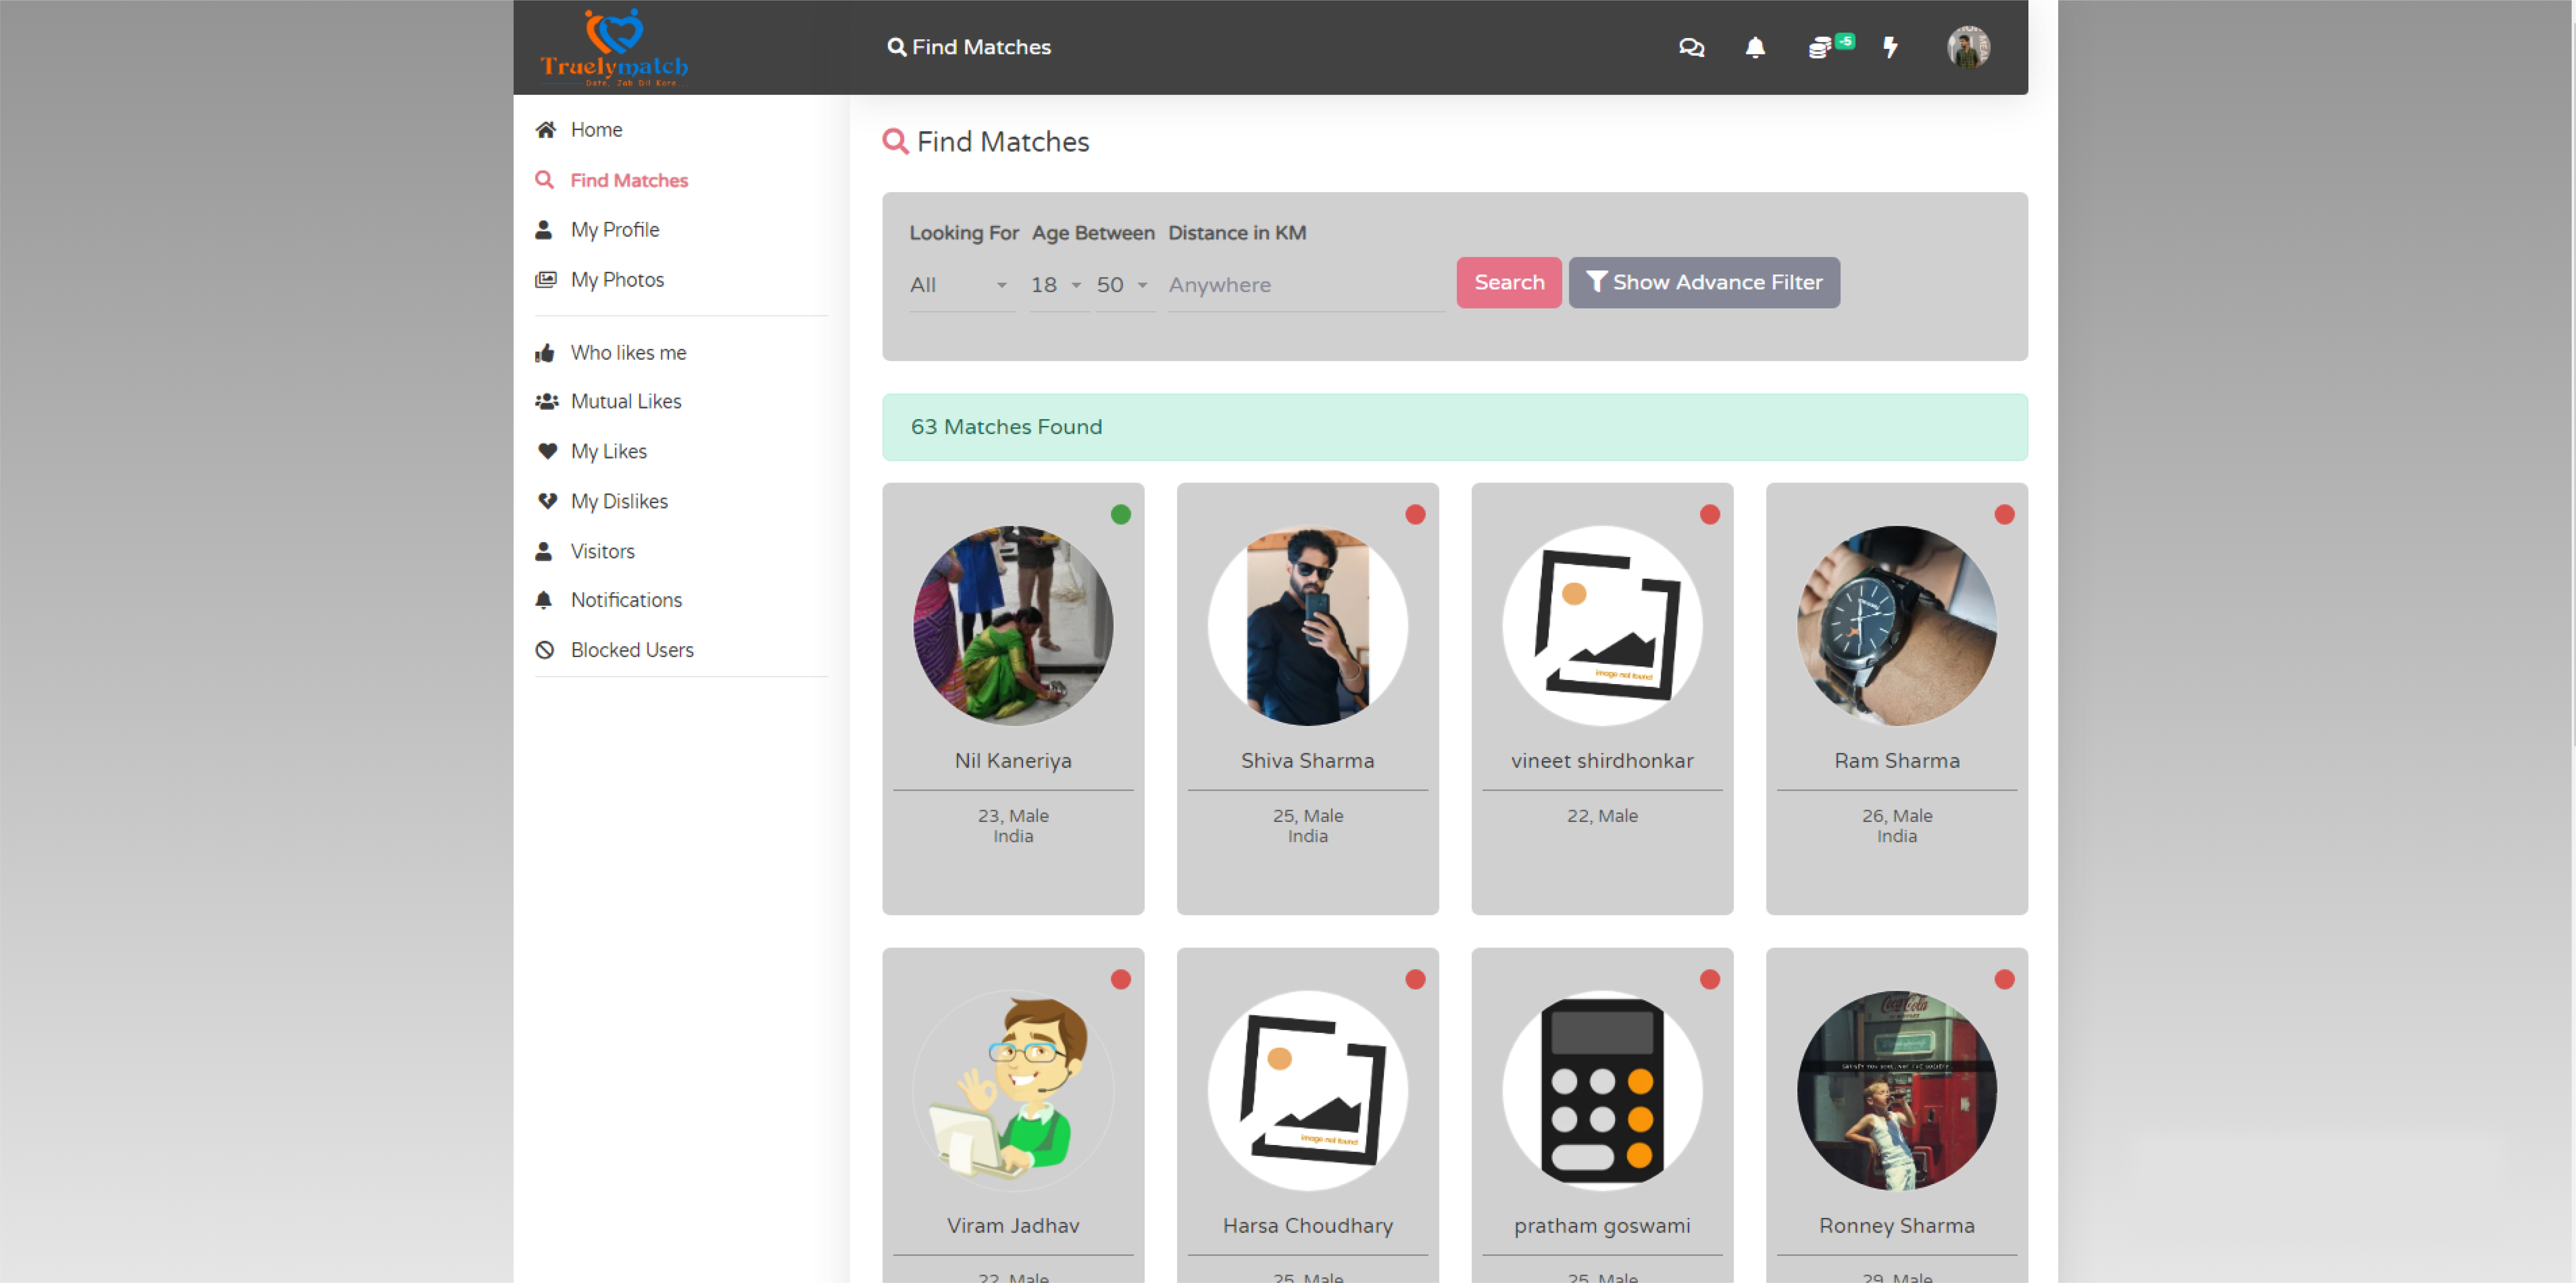 Truelymatch
Date, Jab Dil Kare...
Find Matches
-5
Home
Find Matches
My Profile
My Photos
Who likes me
Mutual Likes
My Likes
My Dislikes
Visitors
Notifications
Blocked Users
Find Matches
Looking For Age Between Distance in KM
All 18 50 Anywhere Search Show Advance Filter
63 Matches Found
image not found
Nil Kaneriya Shiva Sharma vineet shirdhonkar Ram Sharma
23, Male 25, Male 22, Male 26, Male
India India India
Coca-Cola
image not found
Viram Jadhav Harsa Choudhary pratham goswami Ronney Sharma
22, Male 25, Male 25, Male 29, Male